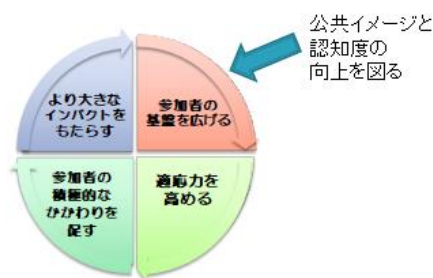 公共イメージと
認知度の
向上を図る
より大きな
インパクトを
もたらす
参加者の
基盤を広げる
参加者の
積極的な
かかわりを
促す
適応力を
高める